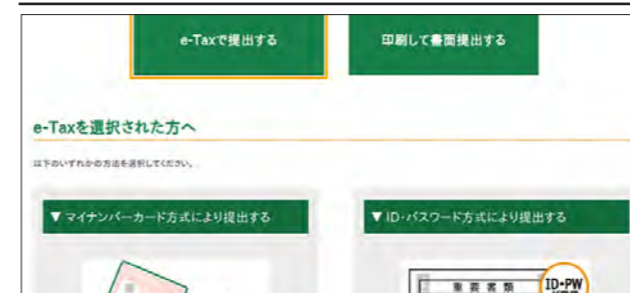 e-Taxで提出する
印刷して書面提出する
e-Taxを選択された方へ
以下のいずれかの方法を選択してください。
▼ マイナンバーカード方式により提出する
▼ ID・パスワード方式により提出する
重要書類
ID・PW